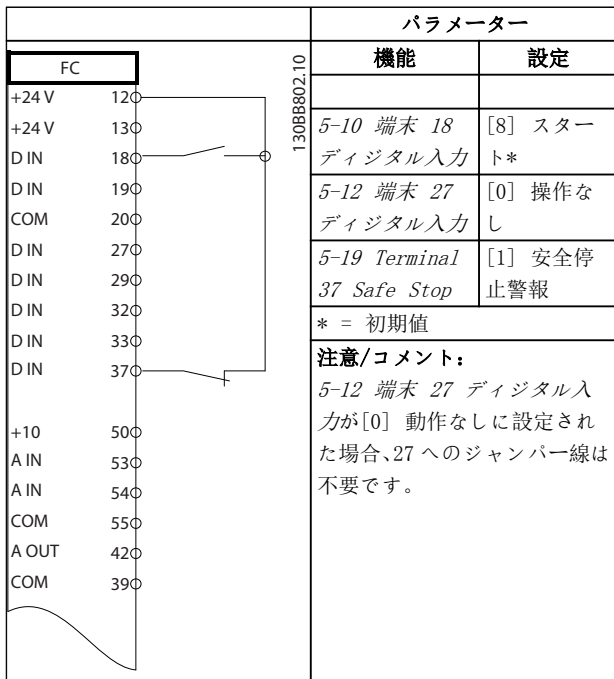 パラメーター
機能 設定
FC
+24 V 12
+24 V 13
D IN 18
D IN 19
COM 20
D IN 27
D IN 29
D IN 32
D IN 33
D IN 37
+10 50
A IN 53
A IN 54
COM 55
A OUT 42
COM 39
130BB802.10
5-10 端末 18
ディジタル入力
[8] スター
ト*
5-12 端末 27
ディジタル入力
[0] 操作な
し
5-19 Terminal
37 Safe Stop
[1] 安全停
止警報
* = 初期値
注意/コメント:
5-12 端末 27 ディジタル入
力が[0] 動作なしに設定され
た場合、27 へのジャンパー線は
不要です。